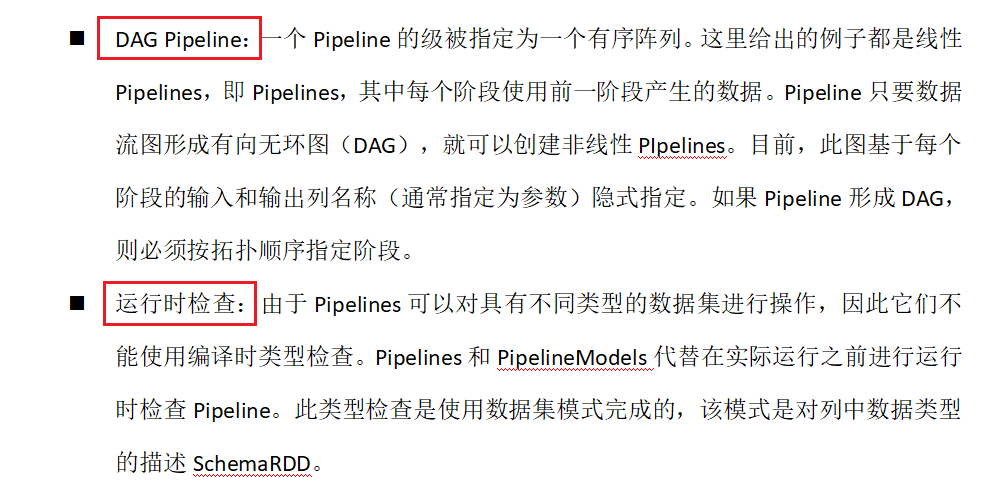 ■ DAG Pipeline：一个 Pipeline 的级被指定为一个有序阵列。这里给出的例子都是线性
Pipelines，即 Pipelines，其中每个阶段使用前一阶段产生的数据。Pipeline 只要数据
流图形成有向无环图（DAG），就可以创建非线性 PIpelines。目前，此图基于每个
阶段的输入和输出列名称（通常指定为参数）隐式指定。如果 Pipeline 形成 DAG，
则必须按拓扑顺序指定阶段。
■ 运行时检查：由于 Pipelines 可以对具有不同类型的数据集进行操作，因此它们不
能使用编译时类型检查。Pipelines 和 PipelineModels 代替在实际运行之前进行运行
时检查 Pipeline。此类型检查是使用数据集模式完成的，该模式是对列中数据类型
的描述 SchemaRDD。